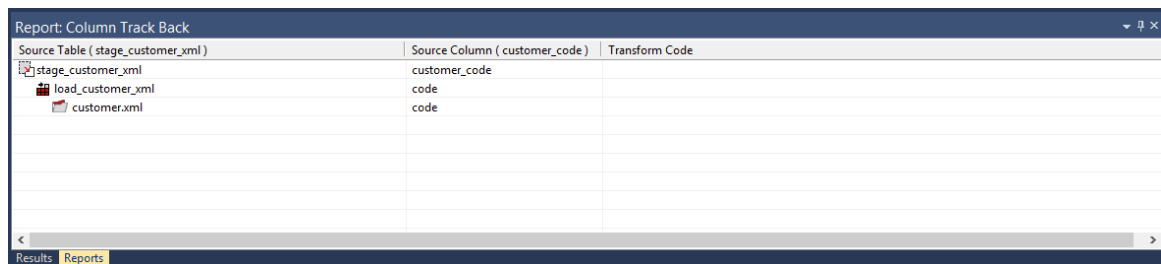 Report: Column Track Back
Source Table ( stage_customer_xml ) Source Column ( customer_code ) Transform Code
stage_customer_xml customer_code
load_customer_xml code
customer.xml code
Results Reports